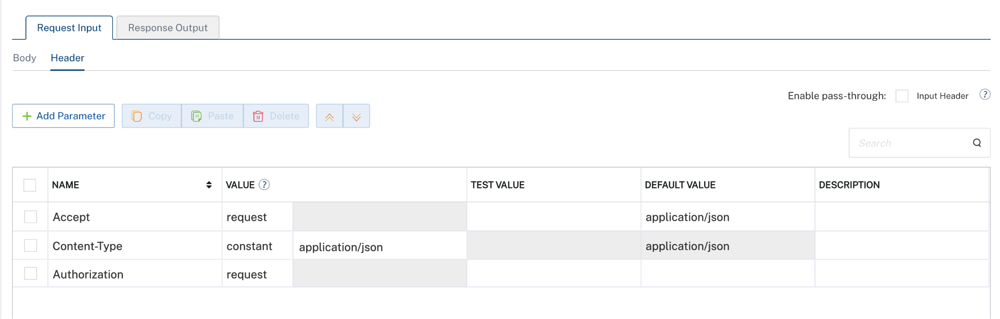 Request Input Response Output
Body Header
Enable pass-through: Input Header ?
Add Parameter Copy Paste Delete
Search
NAME VALUE ? TEST VALUE DEFAULT VALUE DESCRIPTION
Accept request application/json
Content-Type constant application/json application/json
Authorization request